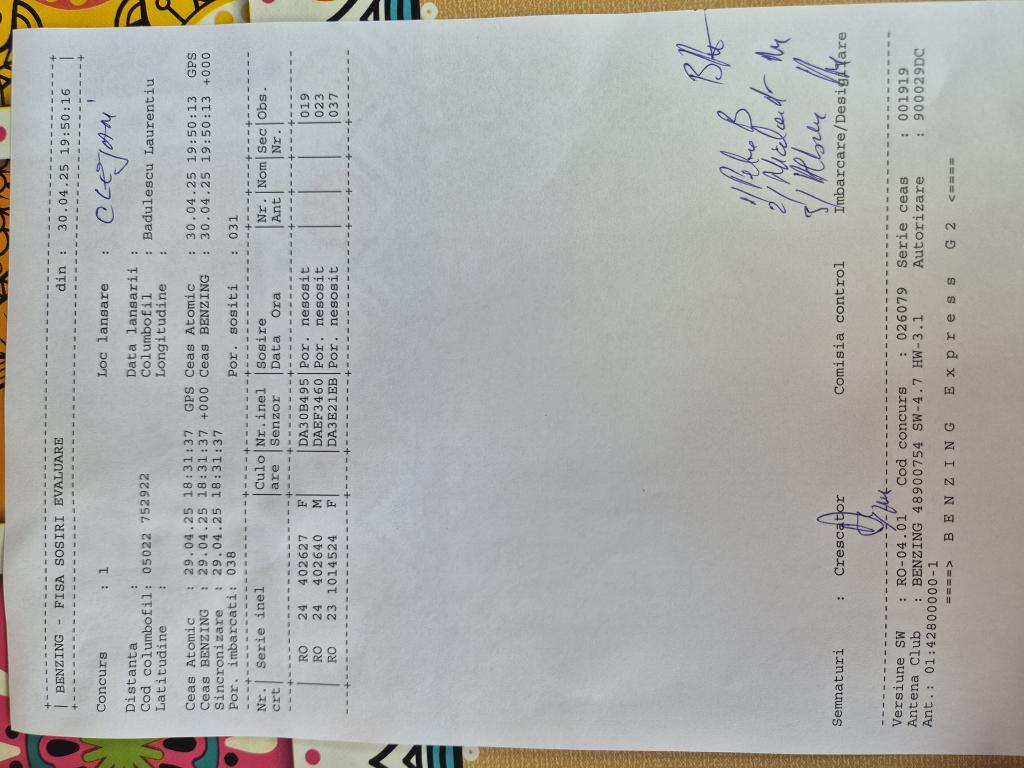 +------------------------------------------------------------------------------+
| BENZING - FISA SOSIRI EVALUARE din : 30.04.25 19:50:16 |
+------------------------------------------------------------------------------+
Concurs : 1 Loc lansare : CLEJANI
Distanta : Data lansarii :
Cod columbofil: 05022 752922 Columbofil : Badulescu Laurentiu
Latitudine : Longitudine :
Ceas Atomic : 29.04.25 18:31:37 GPS Ceas Atomic : 30.04.25 19:50:13 GPS
Ceas BENZING : 29.04.25 18:31:37 +000 Ceas BENZING : 30.04.25 19:50:13 +000
Sincronizare : 29.04.25 18:31:37
Por. imbarcati: 038 Por. sositi : 031
Nr.| Serie inel |Culo|Nr.inel |Sosire |Nr.|Nom|Sec|Obs.
crt| |are |Senzor |Data Ora |Ant| |Nr.|
| RO 24 402627 F| |DA30B495|Por. nesosit | | | |019
| RO 24 402640 M| |DAEF3460|Por. nesosit | | | |023
| RO 23 1014524 F| |DA3E21EB|Por. nesosit | | | |037
1/
2/
3/
Semnaturi : Crescator Comisia control Imbarcare/Desigilare
Versiune SW : RO-04.01 Cod concurs : 026079 Serie ceas : 001919
Antena Club : BENZING 48900754 SW-4.7 HW-3.1 Autorizare : 900029DC
Ant.: 01:42800000-1
====> B E N Z I N G E x p r e s s G 2 <====